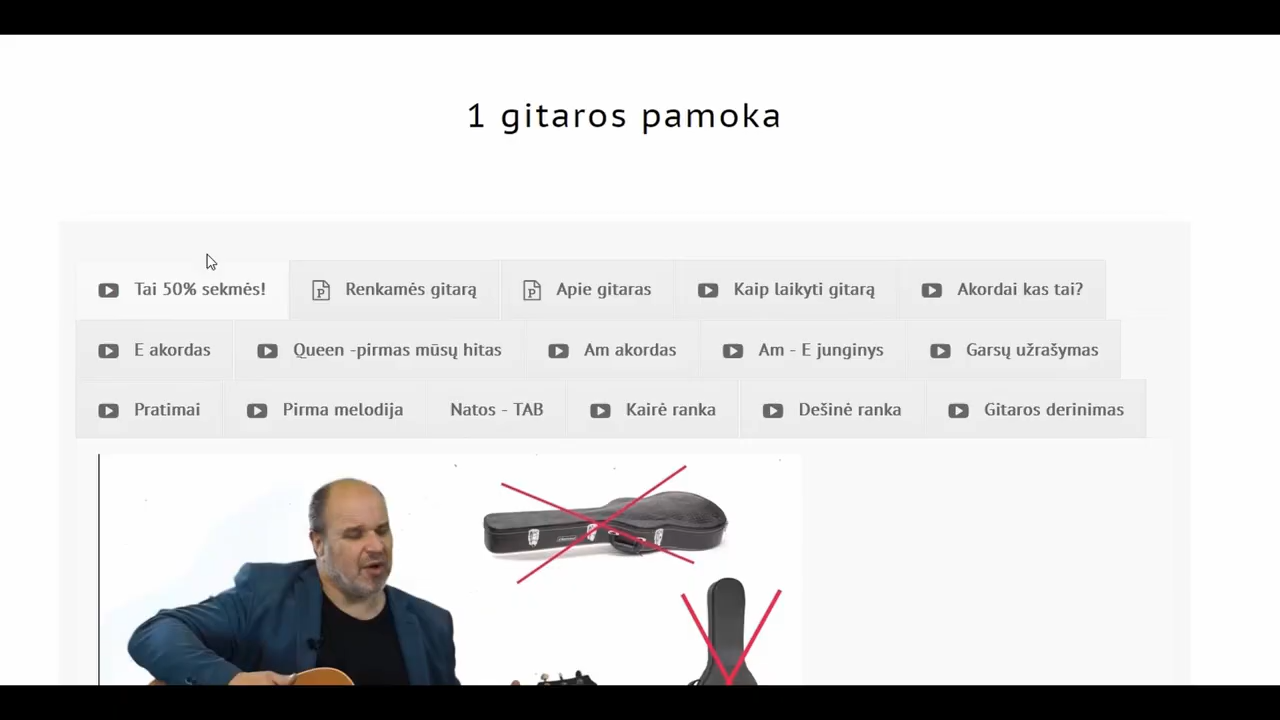 1 gitaros pamoka
Tai 50% sekmės! Renkamės gitarą Apie gitaras Kaip laikyti gitarą Akordai kas tai?
E akordas Queen -pirmas mūsų hitas Am akordas Am - E junginys Garsų užrašymas
Pratimai Pirma melodija Natos - TAB Kairė ranka Dešinė ranka Gitaros derinimas